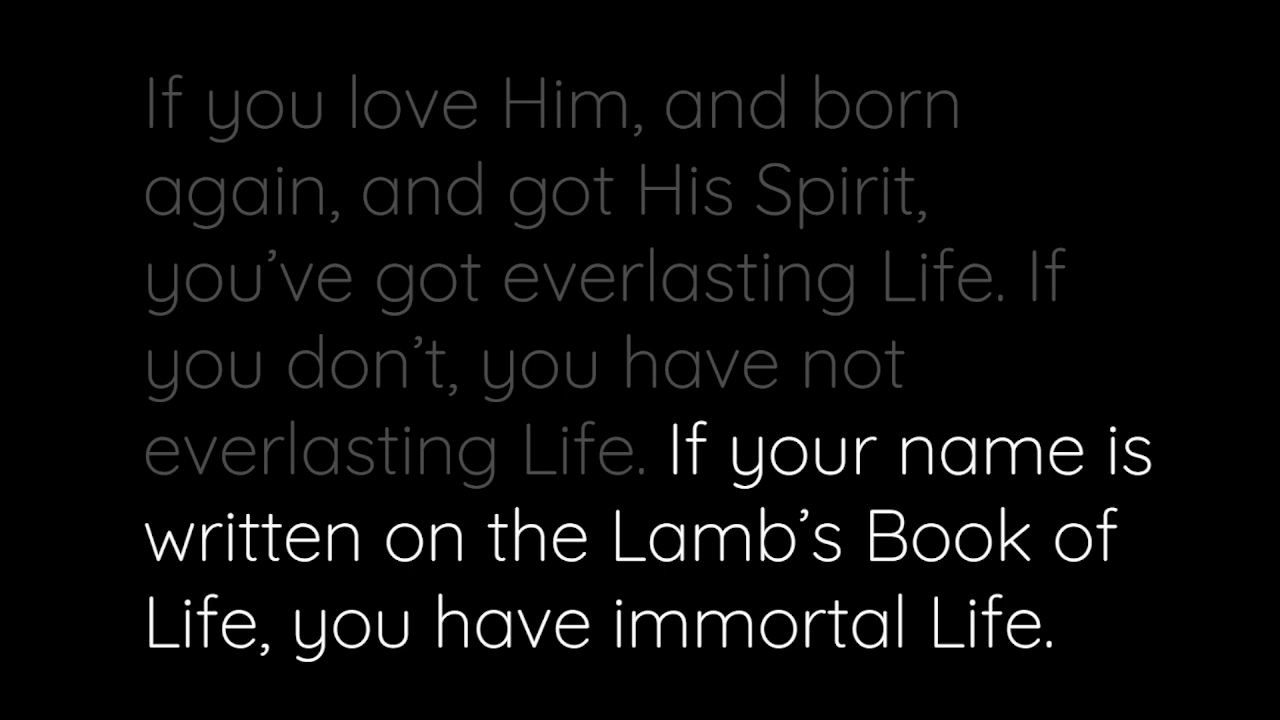 If you love Him, and born
again, and got His Spirit,
you’ve got everlasting Life. If
you don’t, you have not
everlasting Life. If your name is
written on the Lamb’s Book of
Life, you have immortal Life.